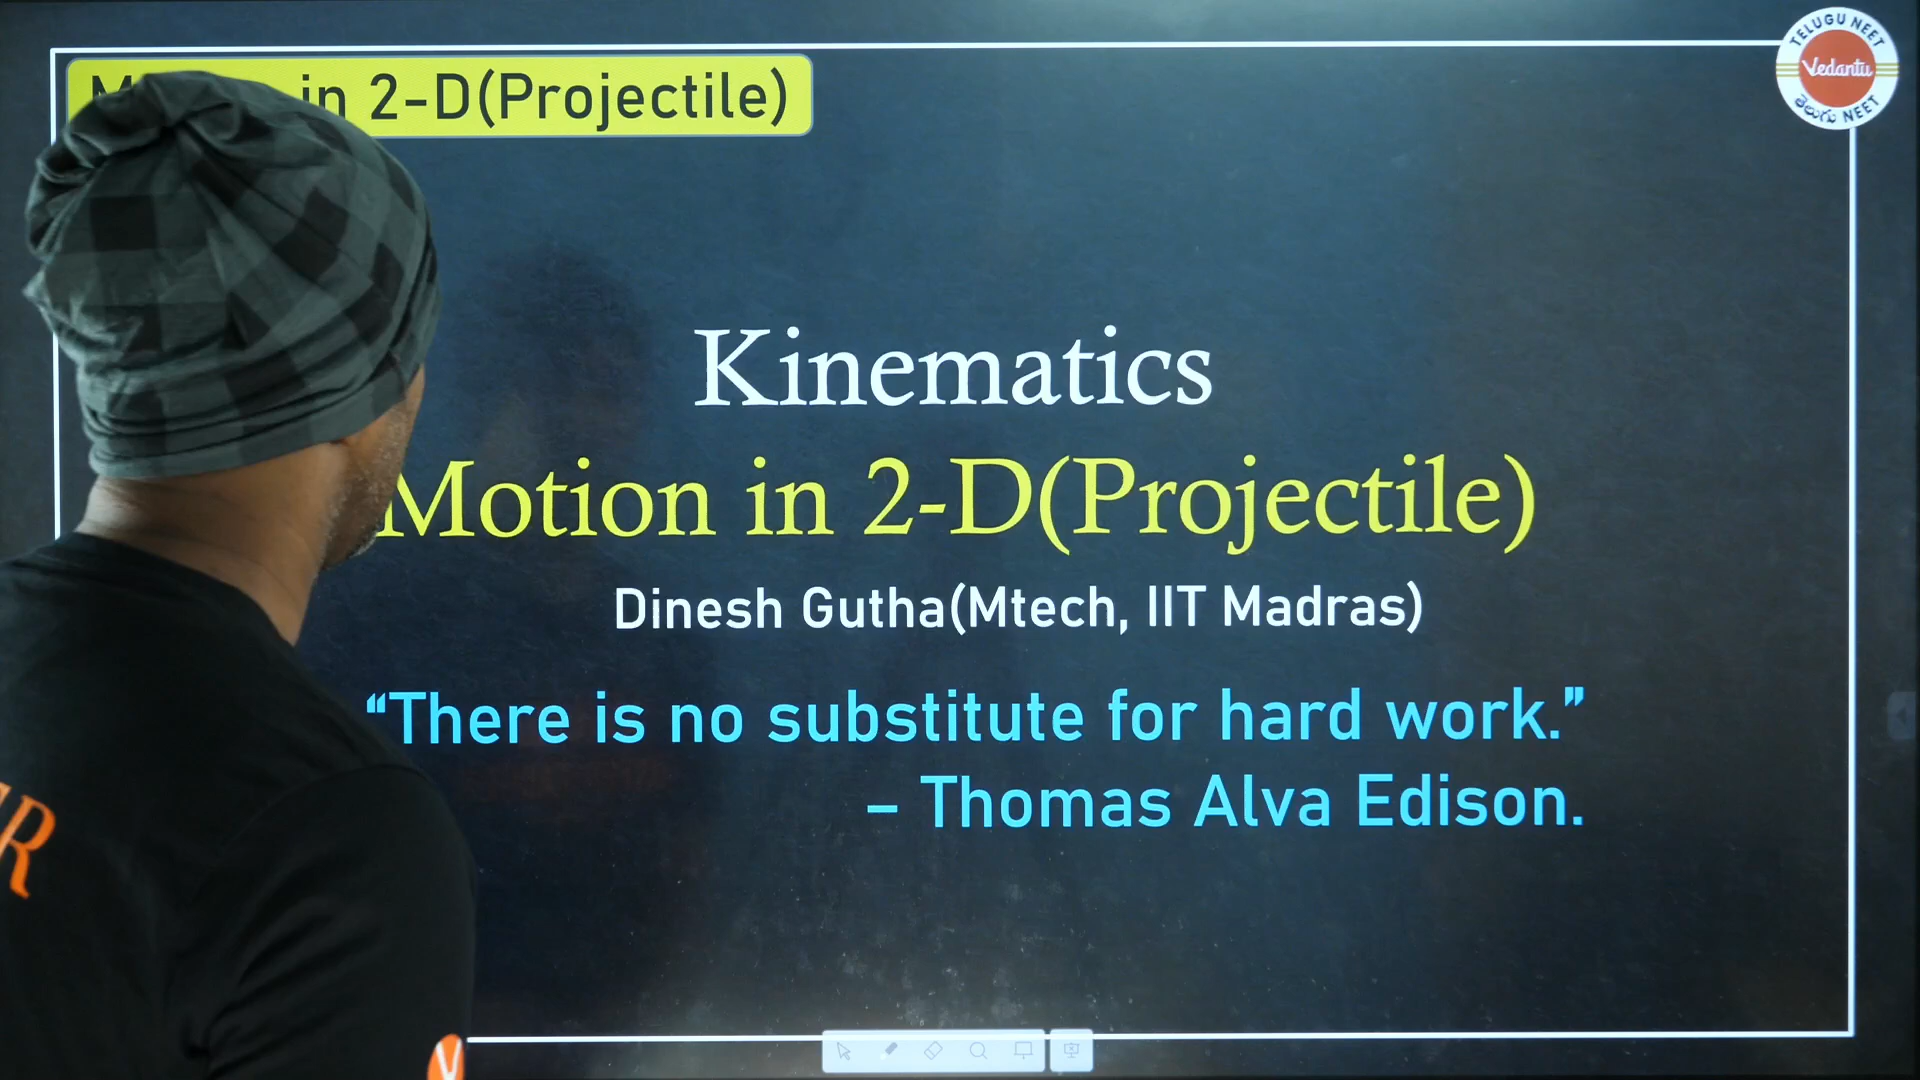 in 2-D(Projectile)
TELUGU NEET
Vedantu
తెలుగు NEET
Kinematics
Motion in 2-D(Projectile)
Dinesh Gutha(Mtech, IIT Madras)
“There is no substitute for hard work.”
– Thomas Alva Edison.
R
V